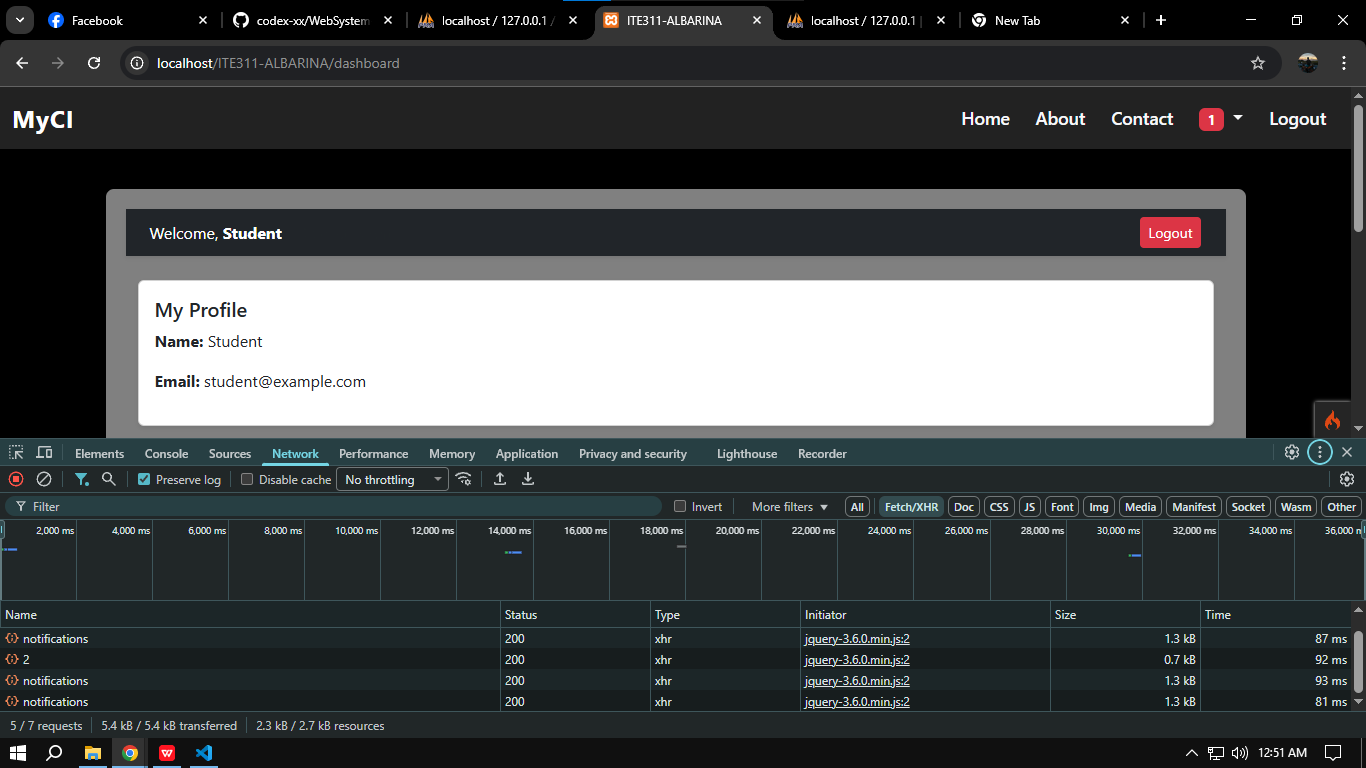 Facebook
codex-xx/WebSystem
localhost / 127.0.0.1 /
ITE311-ALBARINA
localhost / 127.0.0.1 |
New Tab
localhost/ITE311-ALBARINA/dashboard
MyCI
Home About Contact 1 Logout
Welcome, Student Logout
My Profile
Name: Student
Email: student@example.com
Elements Console Sources Network Performance Memory Application Privacy and security Lighthouse Recorder
Preserve log Disable cache No throttling
Filter Invert More filters All Fetch/XHR Doc CSS JS Font Img Media Manifest Socket Wasm Other
2,000 ms 4,000 ms 6,000 ms 8,000 ms 10,000 ms 12,000 ms 14,000 ms 16,000 ms 18,000 ms 20,000 ms 22,000 ms 24,000 ms 26,000 ms 28,000 ms 30,000 ms 32,000 ms 34,000 ms 36,000 m
Name Status Type Initiator Size Time
notifications 200 xhr jquery-3.6.0.min.js:2 1.3 kB 87 ms
2 200 xhr jquery-3.6.0.min.js:2 0.7 kB 92 ms
notifications 200 xhr jquery-3.6.0.min.js:2 1.3 kB 93 ms
notifications 200 xhr jquery-3.6.0.min.js:2 1.3 kB 81 ms
5 / 7 requests 5.4 kB / 5.4 kB transferred 2.3 kB / 2.7 kB resources
12:51 AM